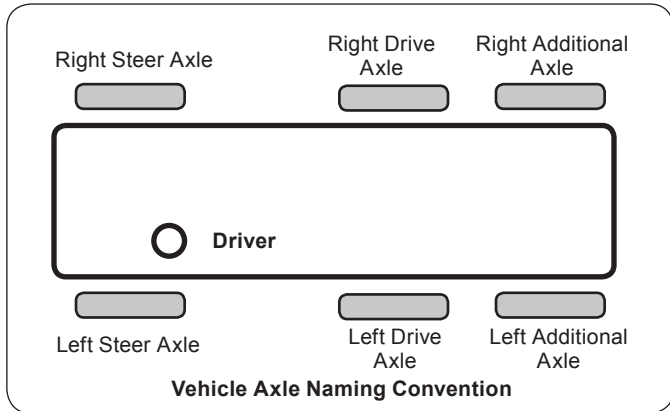 Right Steer Axle
Right Drive
Axle
Right Additional
Axle
Driver
Left Steer Axle
Left Drive
Axle
Left Additional
Axle
Vehicle Axle Naming Convention